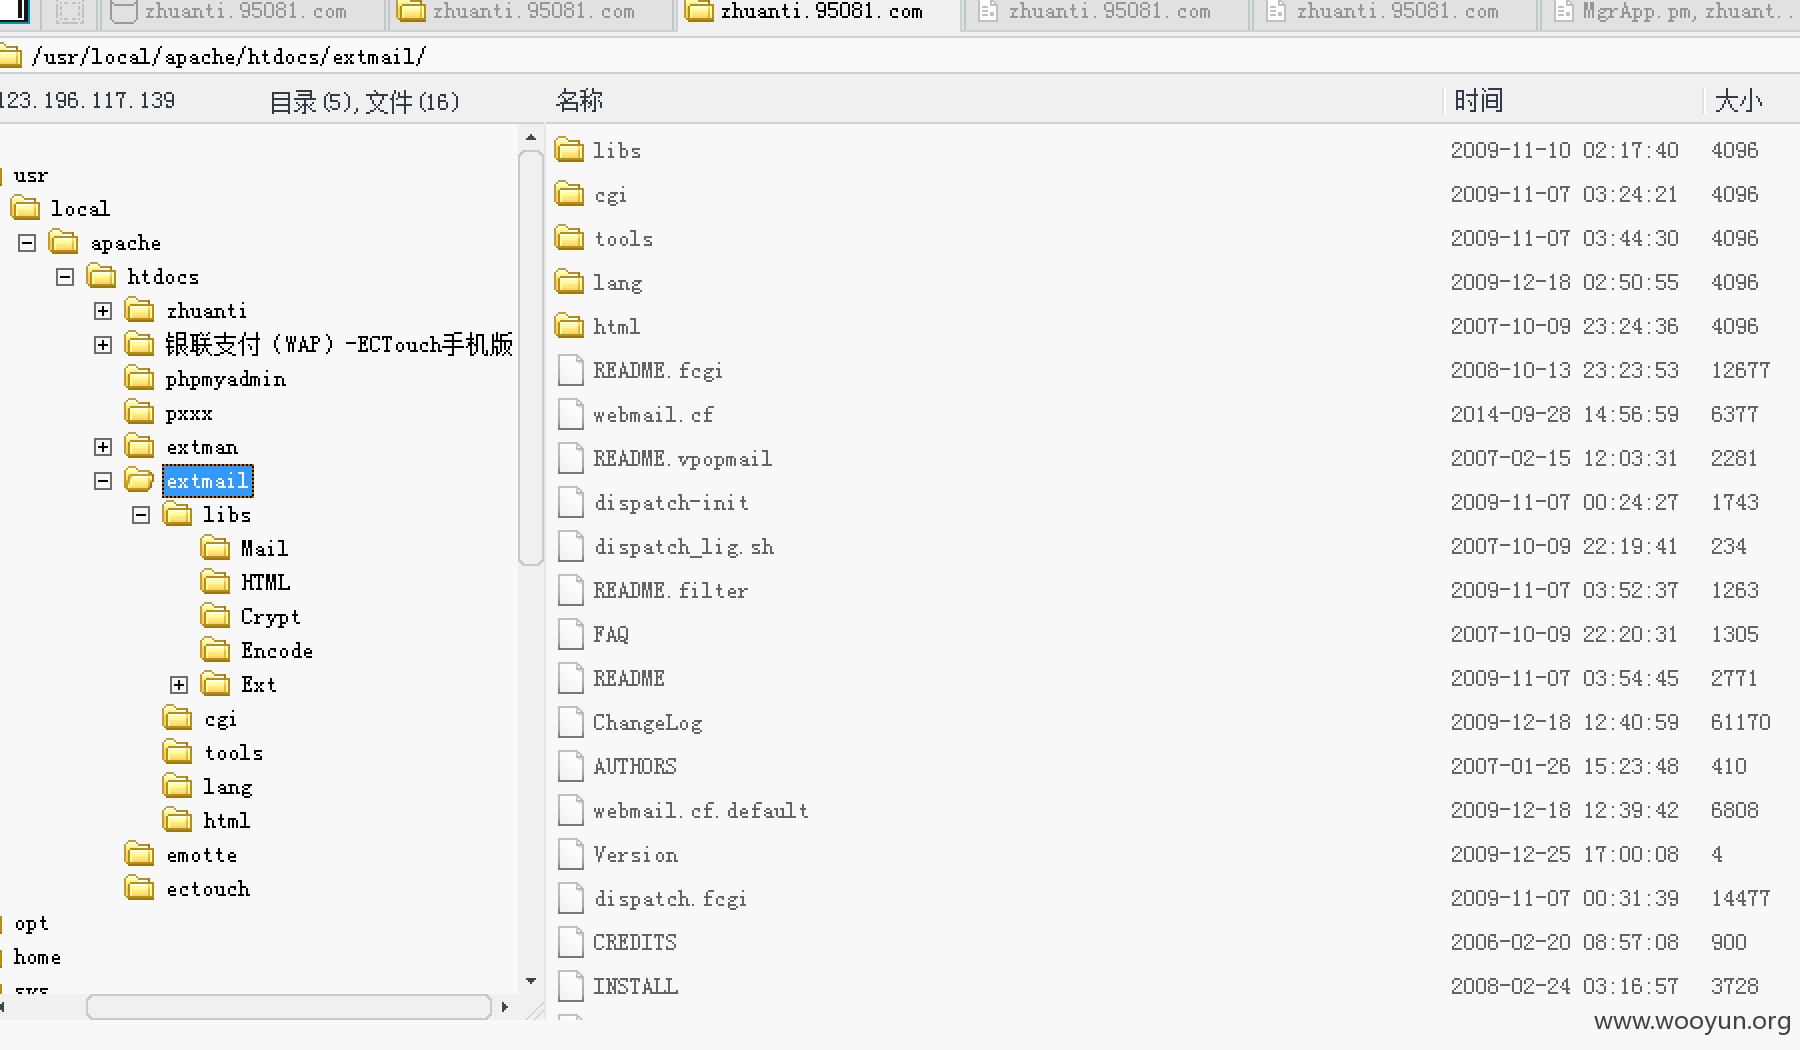 zhuanti.95081.com zhuanti.95081.com zhuanti.95081.com zhuanti.95081.com zhuanti.95081.com MgrApp.pm,zhuant..
/usr/local/apache/htdocs/extmail/
123.196.117.139 目录(5),文件(16) 名称 时间 大小
usr
local
apache
htdocs
zhuanti
银联支付（WAP）-ECTouch手机版
phpmyadmin
pxxx
extman
extmail
libs
Mail
HTML
Crypt
Encode
Ext
cgi
tools
lang
html
emotte
ectouch
opt
home
libs 2009-11-10 02:17:40 4096
cgi 2009-11-07 03:24:21 4096
tools 2009-11-07 03:44:30 4096
lang 2009-12-18 02:50:55 4096
html 2007-10-09 23:24:36 4096
README.fcgi 2008-10-13 23:23:53 12677
webmail.cf 2014-09-28 14:56:59 6377
README.vpopmail 2007-02-15 12:03:31 2281
dispatch-init 2009-11-07 00:24:27 1743
dispatch_lig.sh 2007-10-09 22:19:41 234
README.filter 2009-11-07 03:52:37 1263
FAQ 2007-10-09 22:20:31 1305
README 2009-11-07 03:54:45 2771
ChangeLog 2009-12-18 12:40:59 61170
AUTHORS 2007-01-26 15:23:48 410
webmail.cf.default 2009-12-18 12:39:42 6808
Version 2009-12-25 17:00:08 4
dispatch.fcgi 2009-11-07 00:31:39 14477
CREDITS 2006-02-20 08:57:08 900
INSTALL 2008-02-24 03:16:57 3728
www.wooyun.org